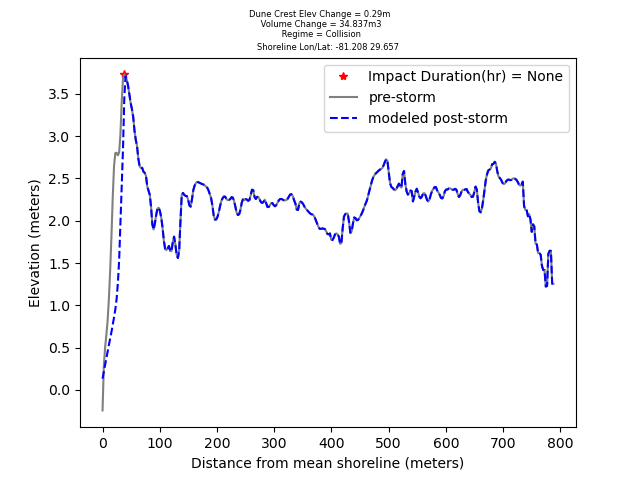 Dune Crest Elev Change = 0.29m
Volume Change = 34.837m3
Regime = Collision
Shoreline Lon/Lat: -81.208 29.657
Impact Duration(hr) = None
pre-storm
modeled post-storm
Elevation (meters)
3.5
3.0
2.5
2.0
1.5
1.0
0.5
0.0
0 100 200 300 400 500 600 700 800
Distance from mean shoreline (meters)